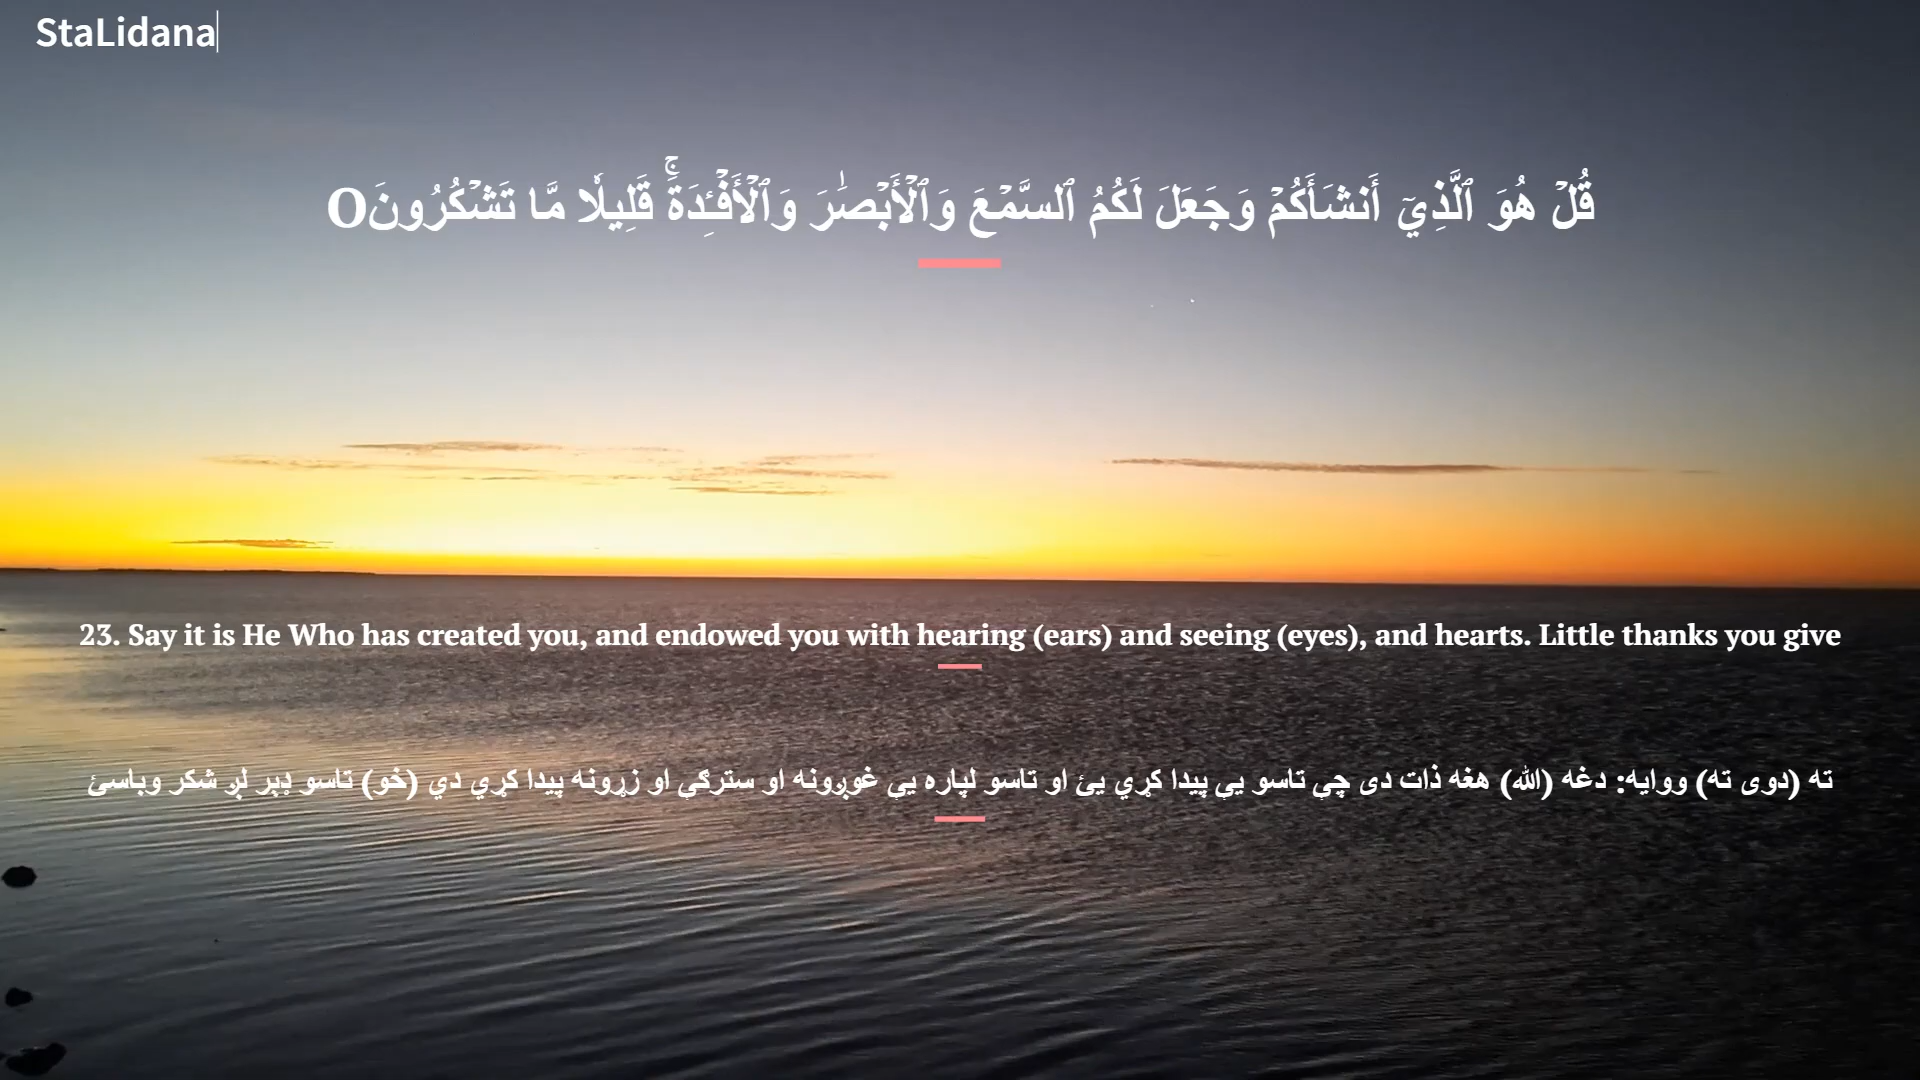 StaLidana
قُلۡ هُوَ ٱلَّذِيٓ أَنشَأَكُمۡ وَجَعَلَ لَكُمُ ٱلسَّمۡعَ وَٱلۡأَبۡصَٰرَ وَٱلۡأَفۡـِٔدَةَۚ قَلِيلٗا مَّا تَشۡكُرُونَO
23. Say it is He Who has created you, and endowed you with hearing (ears) and seeing (eyes), and hearts. Little thanks you give
ته (دوی ته) ووایه: دغه (الله) هغه ذات دی چې تاسو یې پیدا کړي یئ او تاسو لپاره یې غوږونه او سترګې او زړونه پیدا کړي دي (خو) تاسو ډېر لږ شکر وباسئ